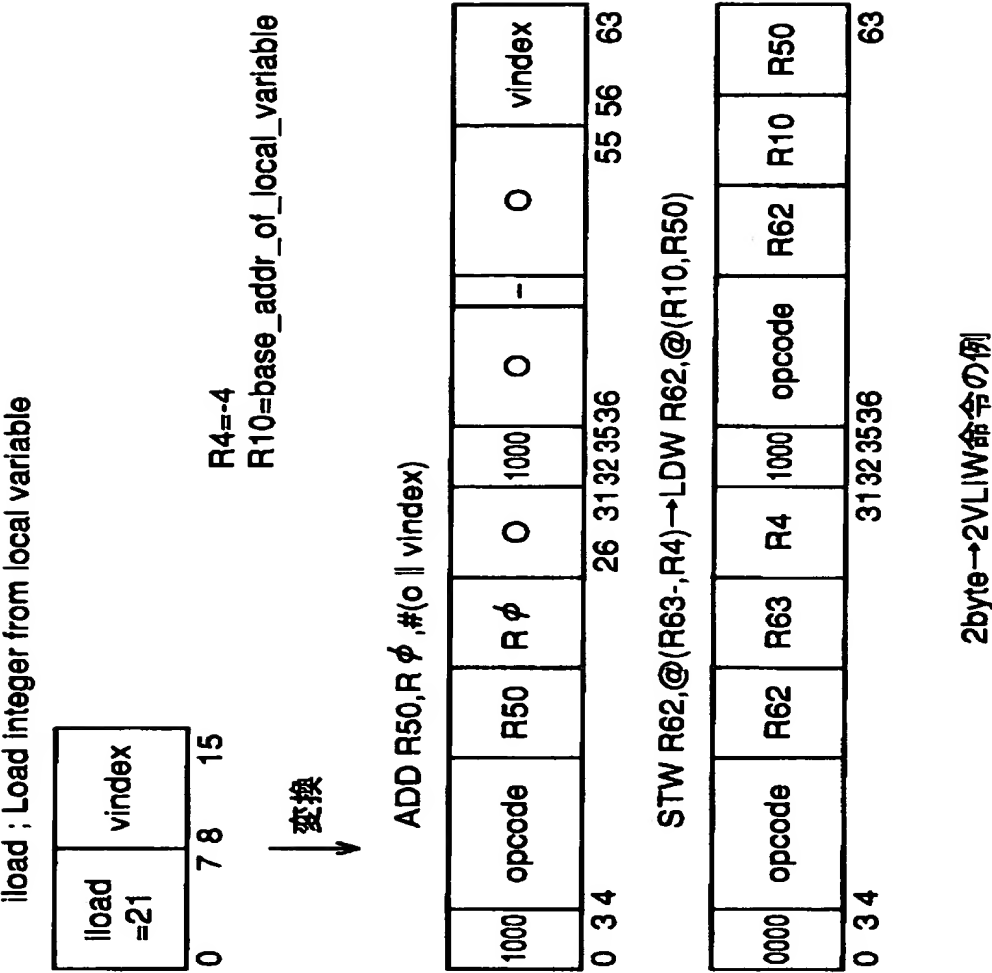 iload ; Load integer from local variable
iload
=21
vindex
0 7 8 15
変換
R4=-4
R10=base_addr_of_local_variable
ADD R50,Rφ,#(o || vindex)
1000 opcode R50 Rφ O 1000 O - O vindex
0 3 4 26 31 32 35 36 55 56 63
STW R62,@(R63-,R4)→LDW R62,@(R10,R50)
0000 opcode R62 R63 R4 1000 opcode R62 R10 R50
0 3 4 31 32 35 36 63
2byte→2VLIW命令の例